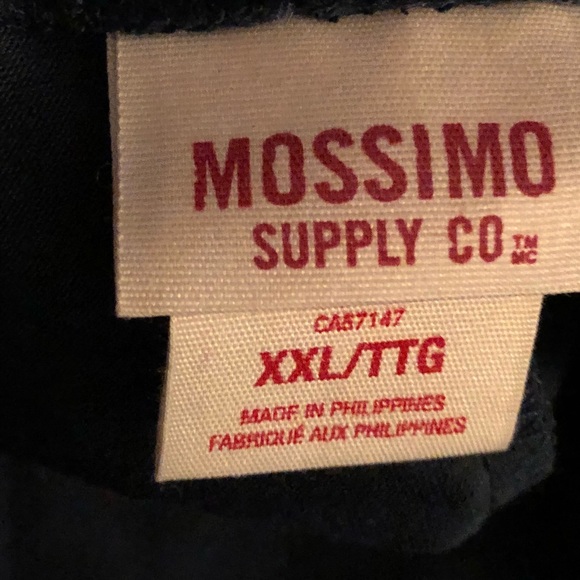 MOSSIMO
SUPPLY CO. TM MC
CA57147
XXL/TTG
MADE IN PHILIPPINES
FABRIQUÉ AUX PHILIPPINES